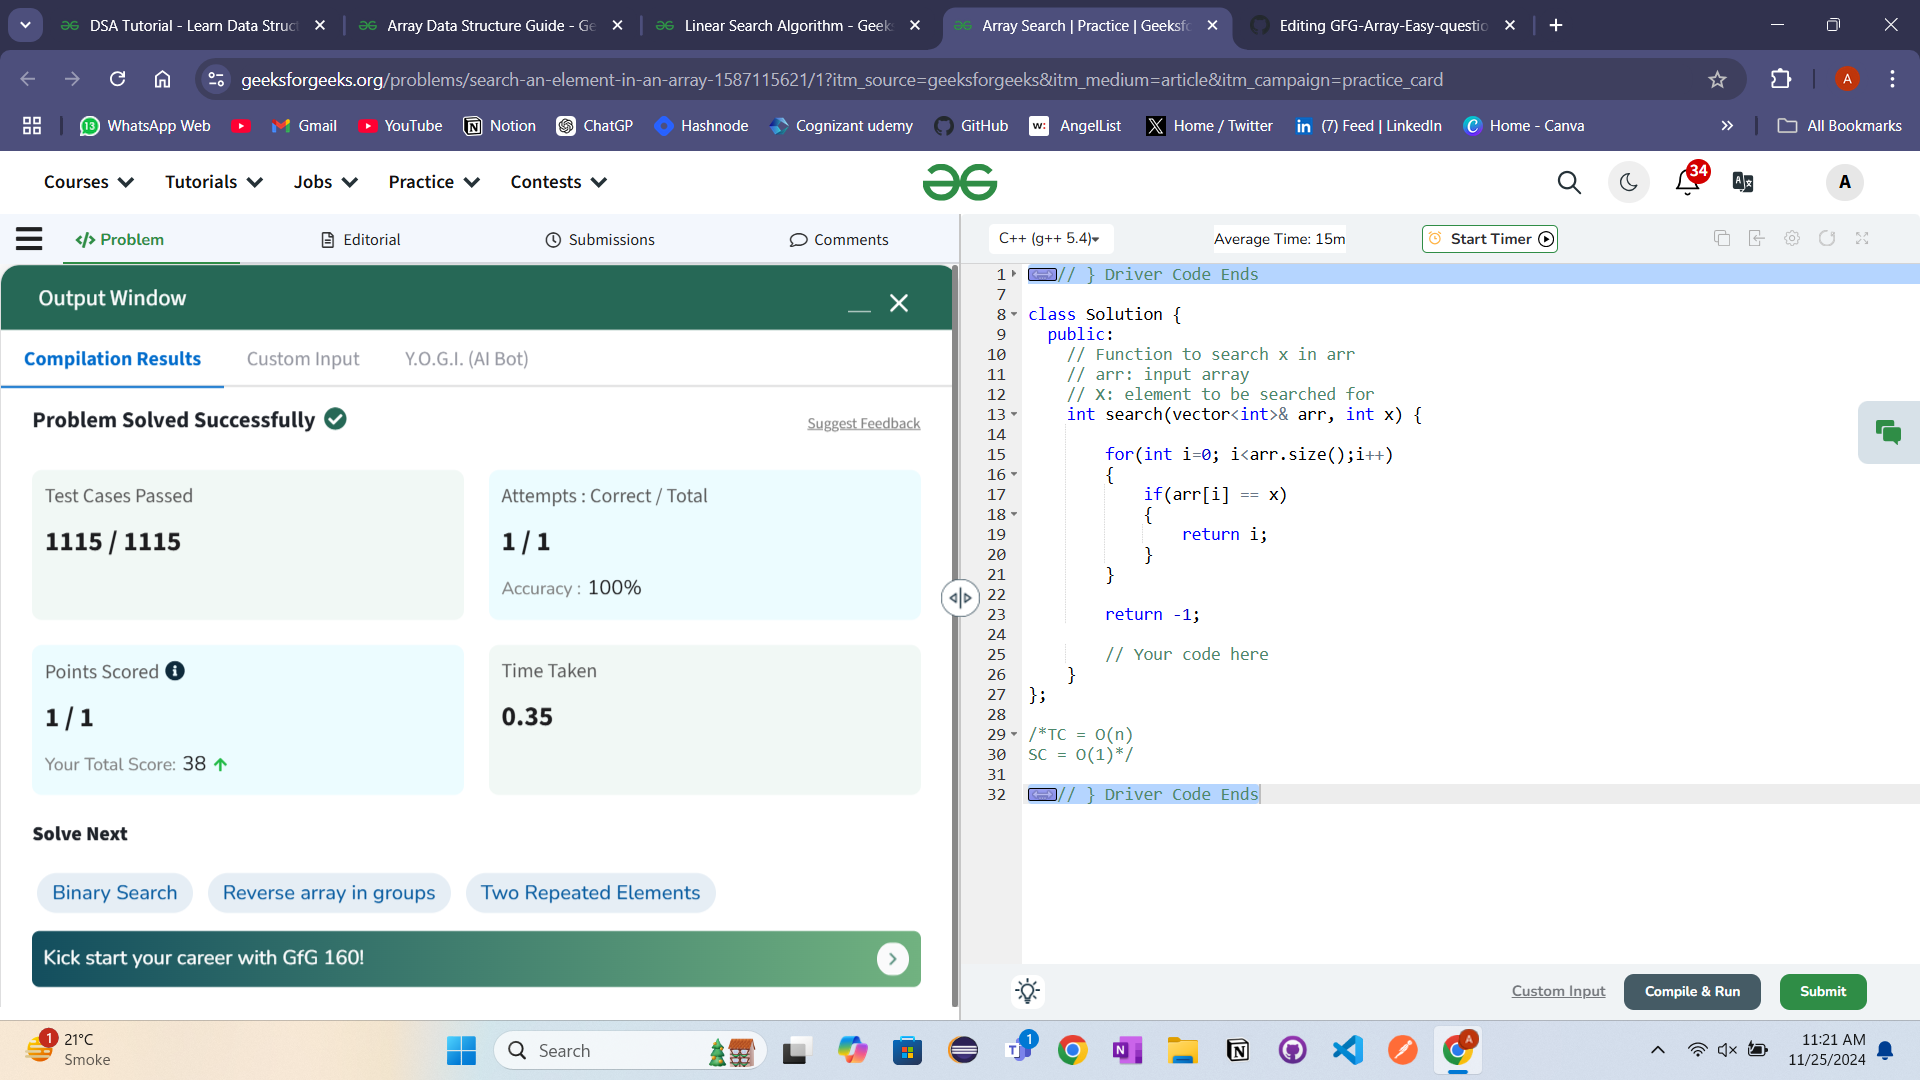 DSA Tutorial - Learn Data Struct
Array Data Structure Guide - Ge
Linear Search Algorithm - Geek
Array Search | Practice | Geeksfo
Editing GFG-Array-Easy-questio
geeksforgeeks.org/problems/search-an-element-in-an-array-1587115621/1?itm_source=geeksforgeeks&itm_medium=article&itm_campaign=practice_card
A
13 WhatsApp Web
Gmail
YouTube
Notion
ChatGP
Hashnode
Cognizant udemy
GitHub
w: AngelList
Home / Twitter
(7) Feed | LinkedIn
Home - Canva
All Bookmarks
Courses
Tutorials
Jobs
Practice
Contests
34
A
</> Problem
Editorial
Submissions
Comments
C++ (g++ 5.4)
Average Time: 15m
Start Timer
Output Window
Compilation Results
Custom Input
Y.O.G.I. (AI Bot)
Problem Solved Successfully
Suggest Feedback
Test Cases Passed
1115 / 1115
Attempts : Correct / Total
1 / 1
Accuracy : 100%
Points Scored
1 / 1
Your Total Score: 38
Time Taken
0.35
Solve Next
Binary Search
Reverse array in groups
Two Repeated Elements
Kick start your career with GfG 160!
1 // } Driver Code Ends
7
8 class Solution {
9 public:
10 // Function to search x in arr
11 // arr: input array
12 // X: element to be searched for
13 int search(vector<int>& arr, int x) {
14
15 for(int i=0; i<arr.size();i++)
16 {
17 if(arr[i] == x)
18 {
19 return i;
20 }
21 }
22
23 return -1;
24
25 // Your code here
26 }
27 };
28
29 /*TC = O(n)
30 SC = O(1)*/
31
32 // } Driver Code Ends
Custom Input
Compile & Run
Submit
1
21°C
Smoke
Search
1
A
11:21 AM
11/25/2024